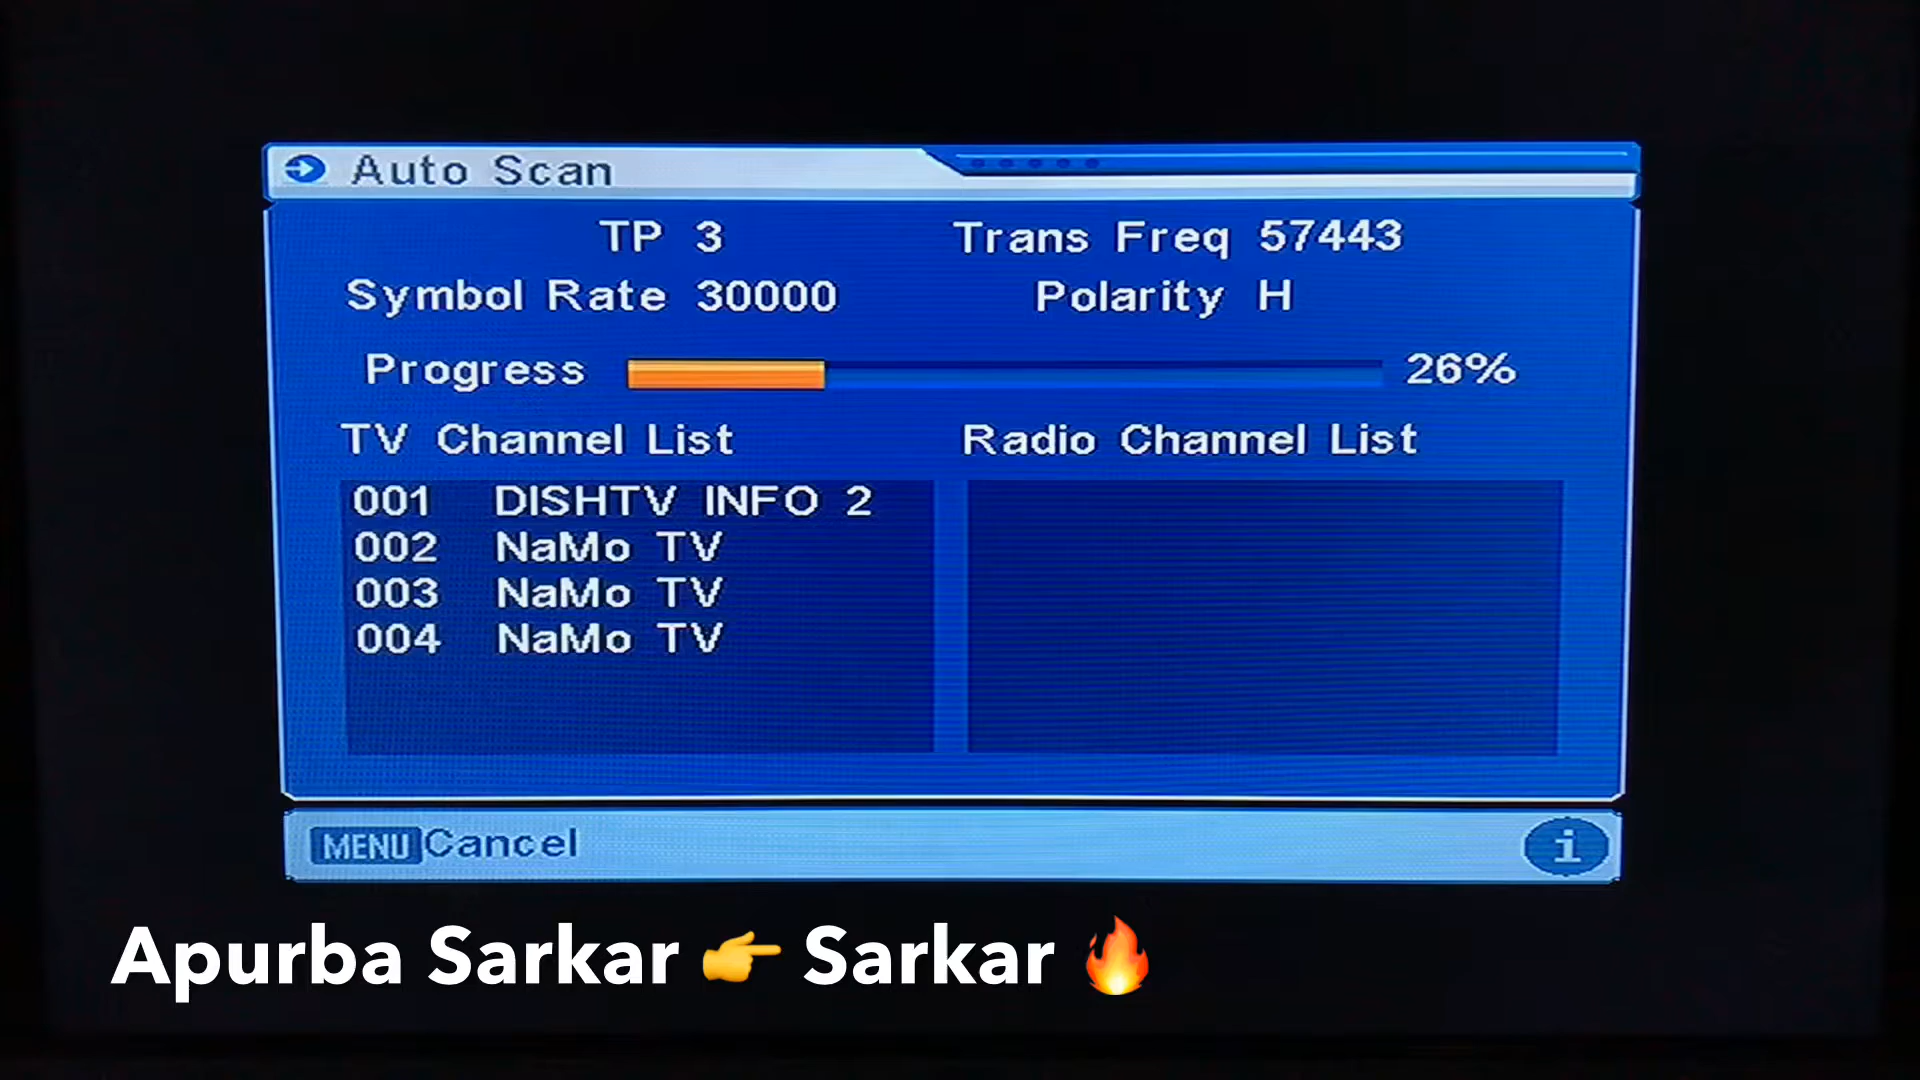 Auto Scan
TP 3 Trans Freq 57443
Symbol Rate 30000 Polarity H
Progress 26%
TV Channel List Radio Channel List
001 DISHTV INFO 2
002 NaMo TV
003 NaMo TV
004 NaMo TV
MENU Cancel i
Apurba Sarkar 👉 Sarkar 🔥